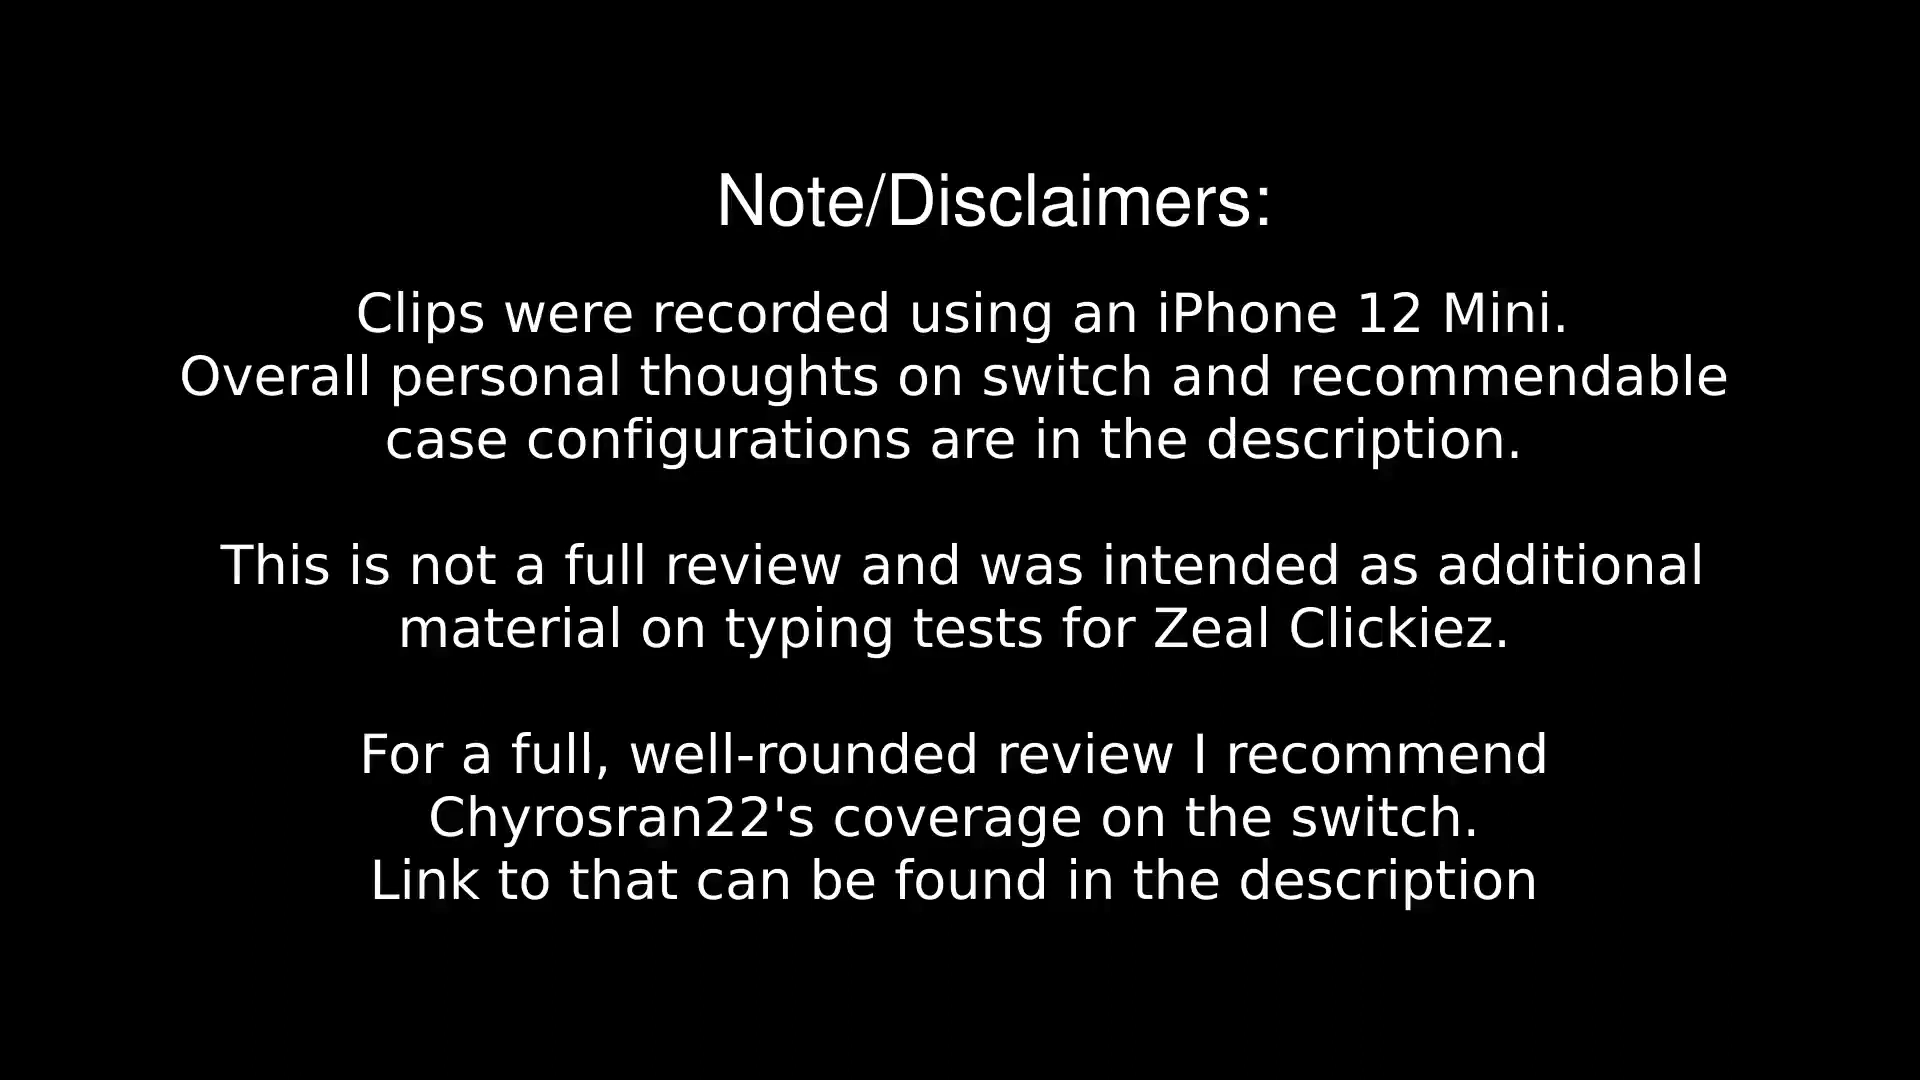 Note/Disclaimers:
Clips were recorded using an iPhone 12 Mini.
Overall personal thoughts on switch and recommendable
case configurations are in the description.
This is not a full review and was intended as additional
material on typing tests for Zeal Clickiez.
For a full, well-rounded review I recommend
Chyrosran22's coverage on the switch.
Link to that can be found in the description